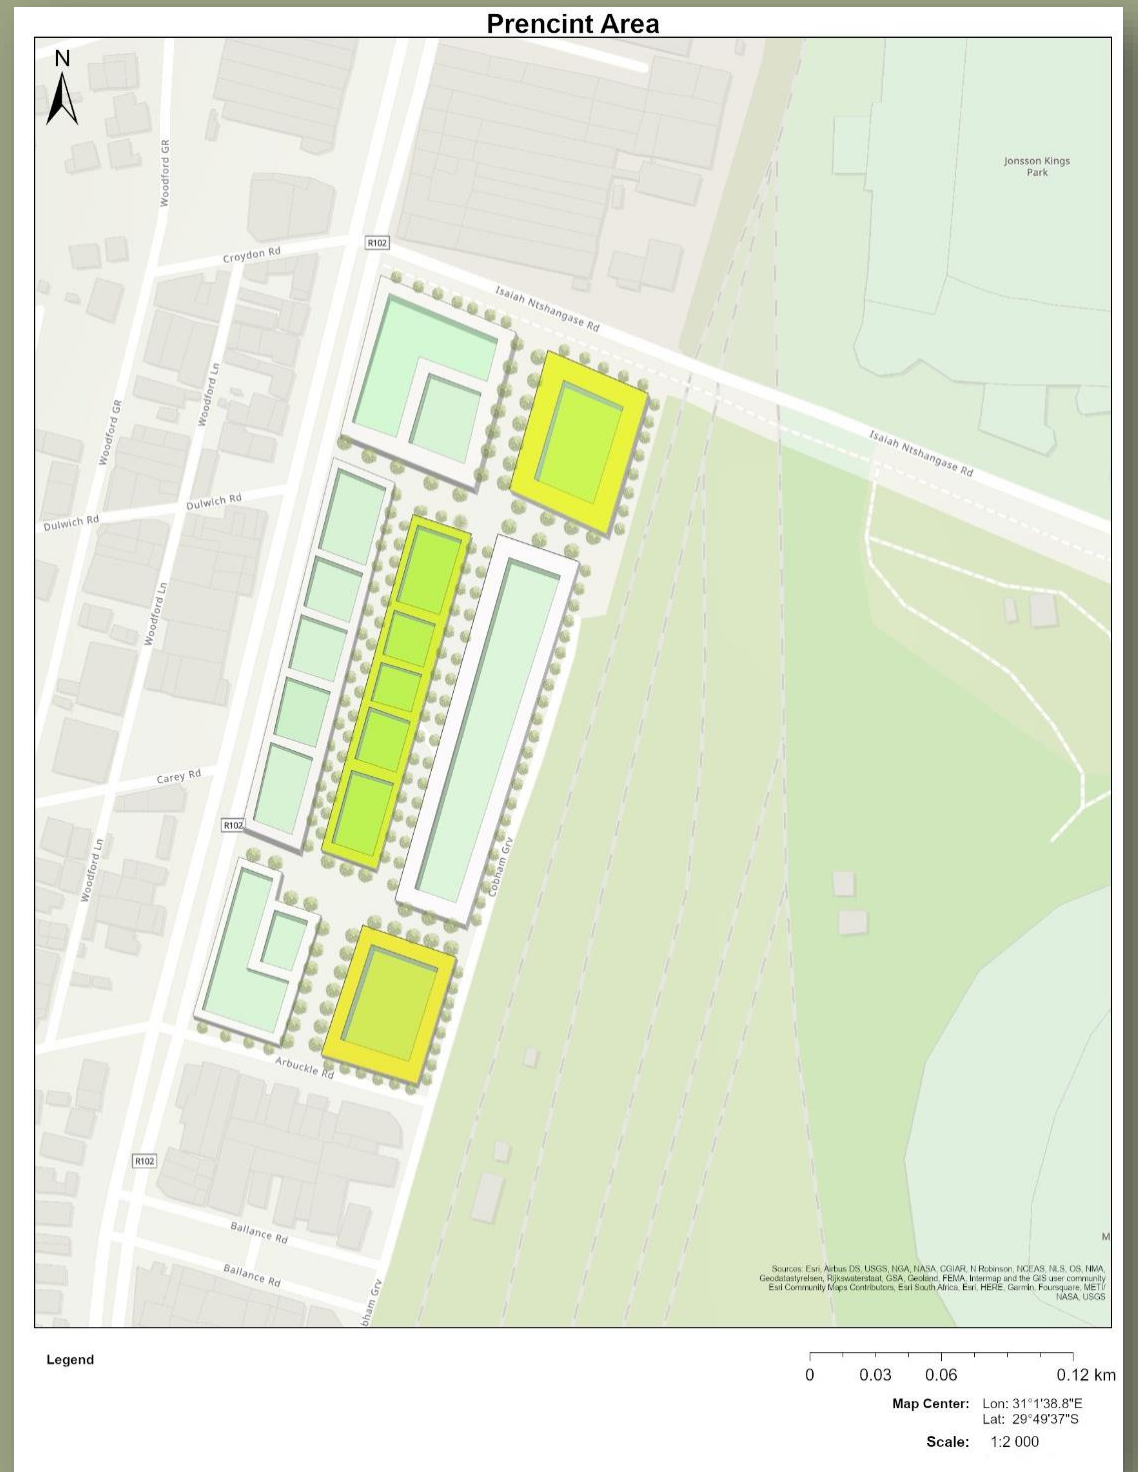 Prencint Area
N
Jonsson Kings
Park
Woodford GR
R102
Croydon Rd
Isaiah Ntshangase Rd
Woodford Ln
Woodford GR
Isaiah Ntshangase Rd
Dulwich Rd
Dulwich Rd
Woodford Ln
Carey Rd
R102
Woodford Ln
Cobham Grv
Arbuckle Rd
R102
Ballance Rd
M
Ballance Rd
bham Grv
Sources: Esri, Airbus DS, USGS, NGA, NASA, CGIAR, N Robinson, NCEAS, NLS, OS, NMA,
Geodatastyrelsen, Rijkswaterstaat, GSA, Geoland, FEMA, Intermap and the GIS user community
Esri Community Maps Contributors, Esri South Africa, Esri, HERE, Garmin, Foursquare, METI/
NASA, USGS
Legend
0 0.03 0.06 0.12 km
Map Center: Lon: 31°1'38.8"E
Lat: 29°49'37"S
Scale: 1:2 000